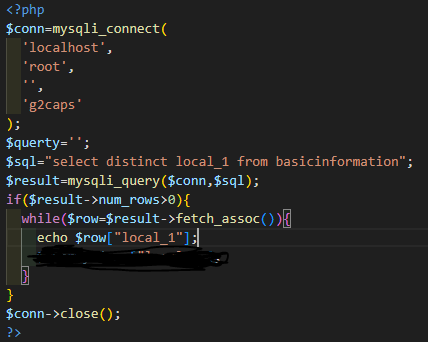 <?php
$conn=mysqli_connect(
'localhost',
'root',
'',
'g2caps'
);
$querty='';
$sql="select distinct local_1 from basicinformation";
$result=mysqli_query($conn,$sql);
if($result->num_rows>0){
while($row=$result->fetch_assoc()){
echo $row["local_1"];
}
}
$conn->close();
?>